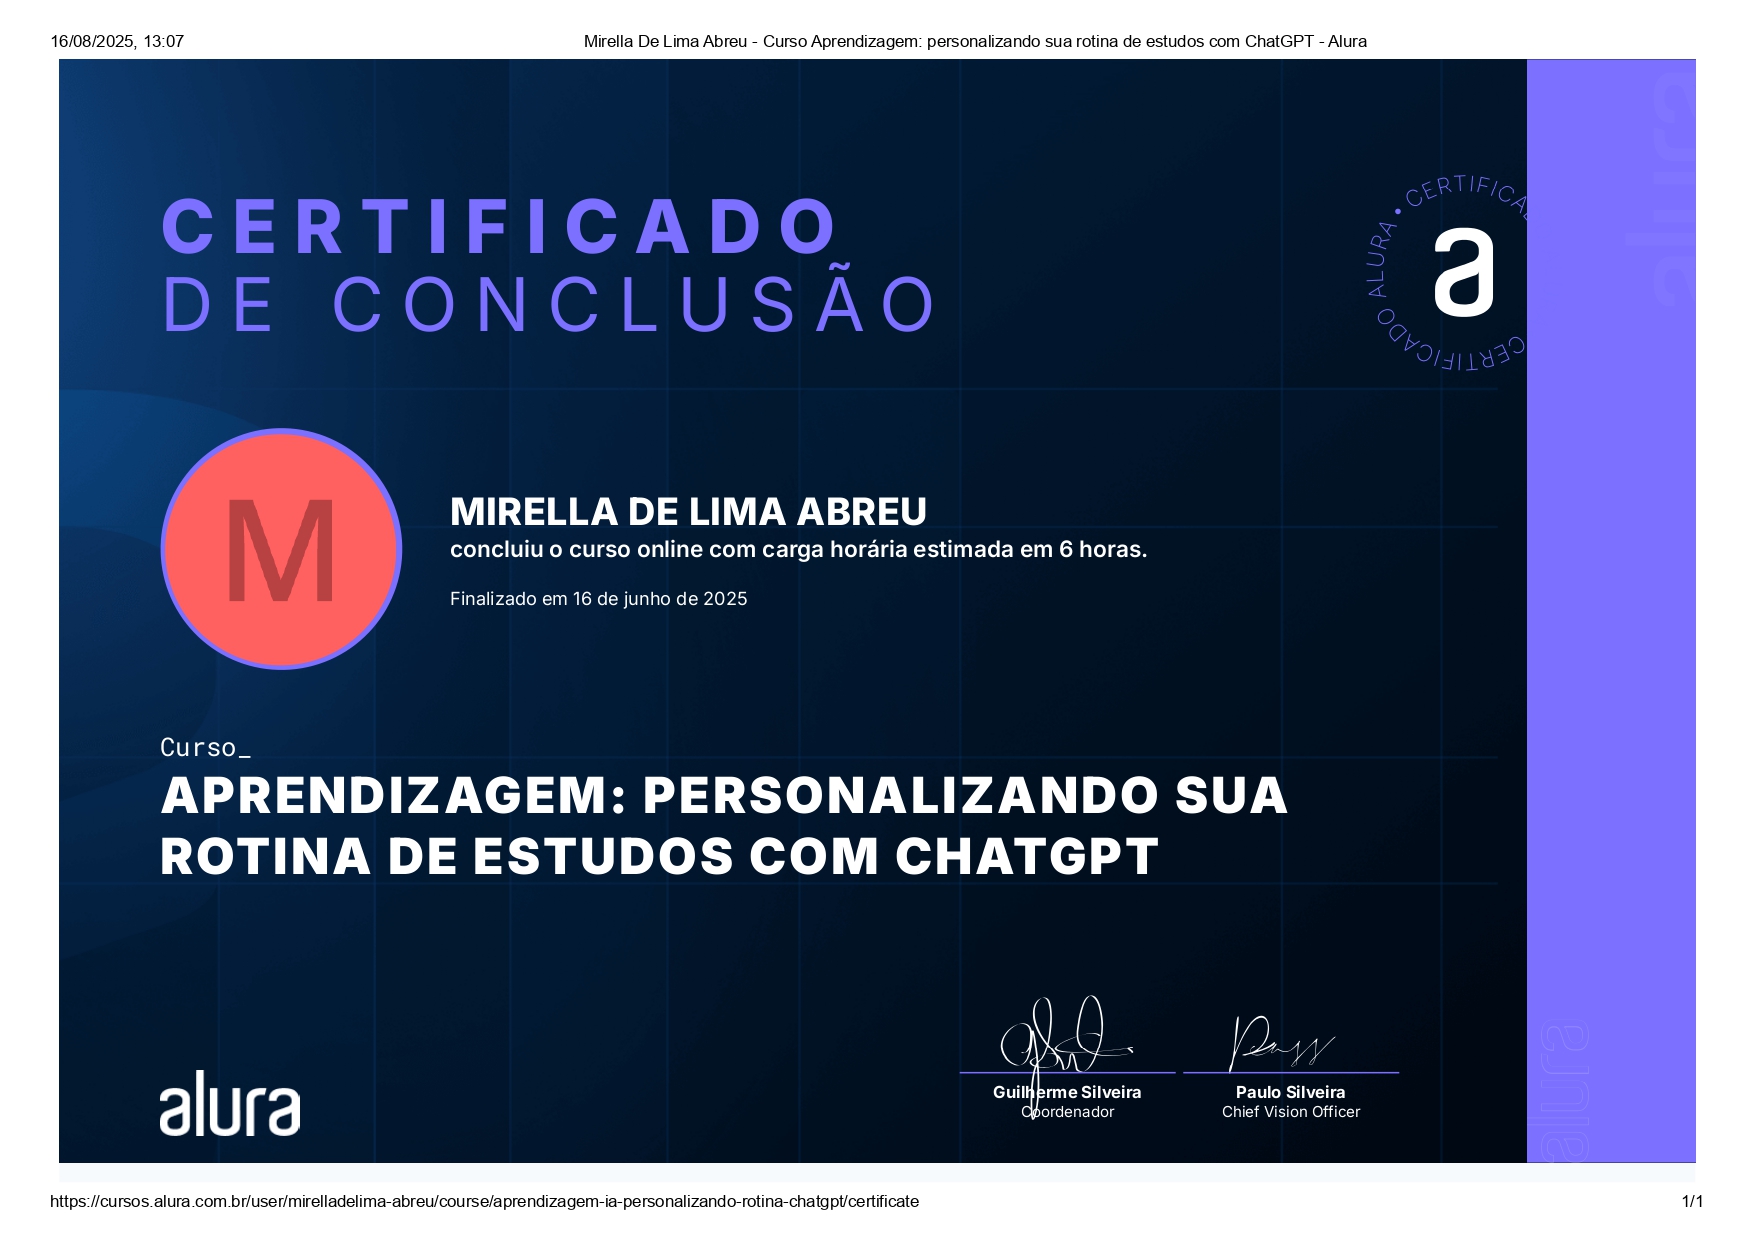 16/08/2025, 13:07
Mirella De Lima Abreu - Curso Aprendizagem: personalizando sua rotina de estudos com ChatGPT - Alura
CERTIFICADO
DE CONCLUSÃO
CERTIFICADO ALURA • CERTIFICA
a
alura
M
MIRELLA DE LIMA ABREU
concluiu o curso online com carga horária estimada em 6 horas.
Finalizado em 16 de junho de 2025
Curso_
APRENDIZAGEM: PERSONALIZANDO SUA
ROTINA DE ESTUDOS COM CHATGPT
alura
Guilherme Silveira
Coordenador
Paulo Silveira
Chief Vision Officer
alura
https://cursos.alura.com.br/user/mirelladelima-abreu/course/aprendizagem-ia-personalizando-rotina-chatgpt/certificate
1/1